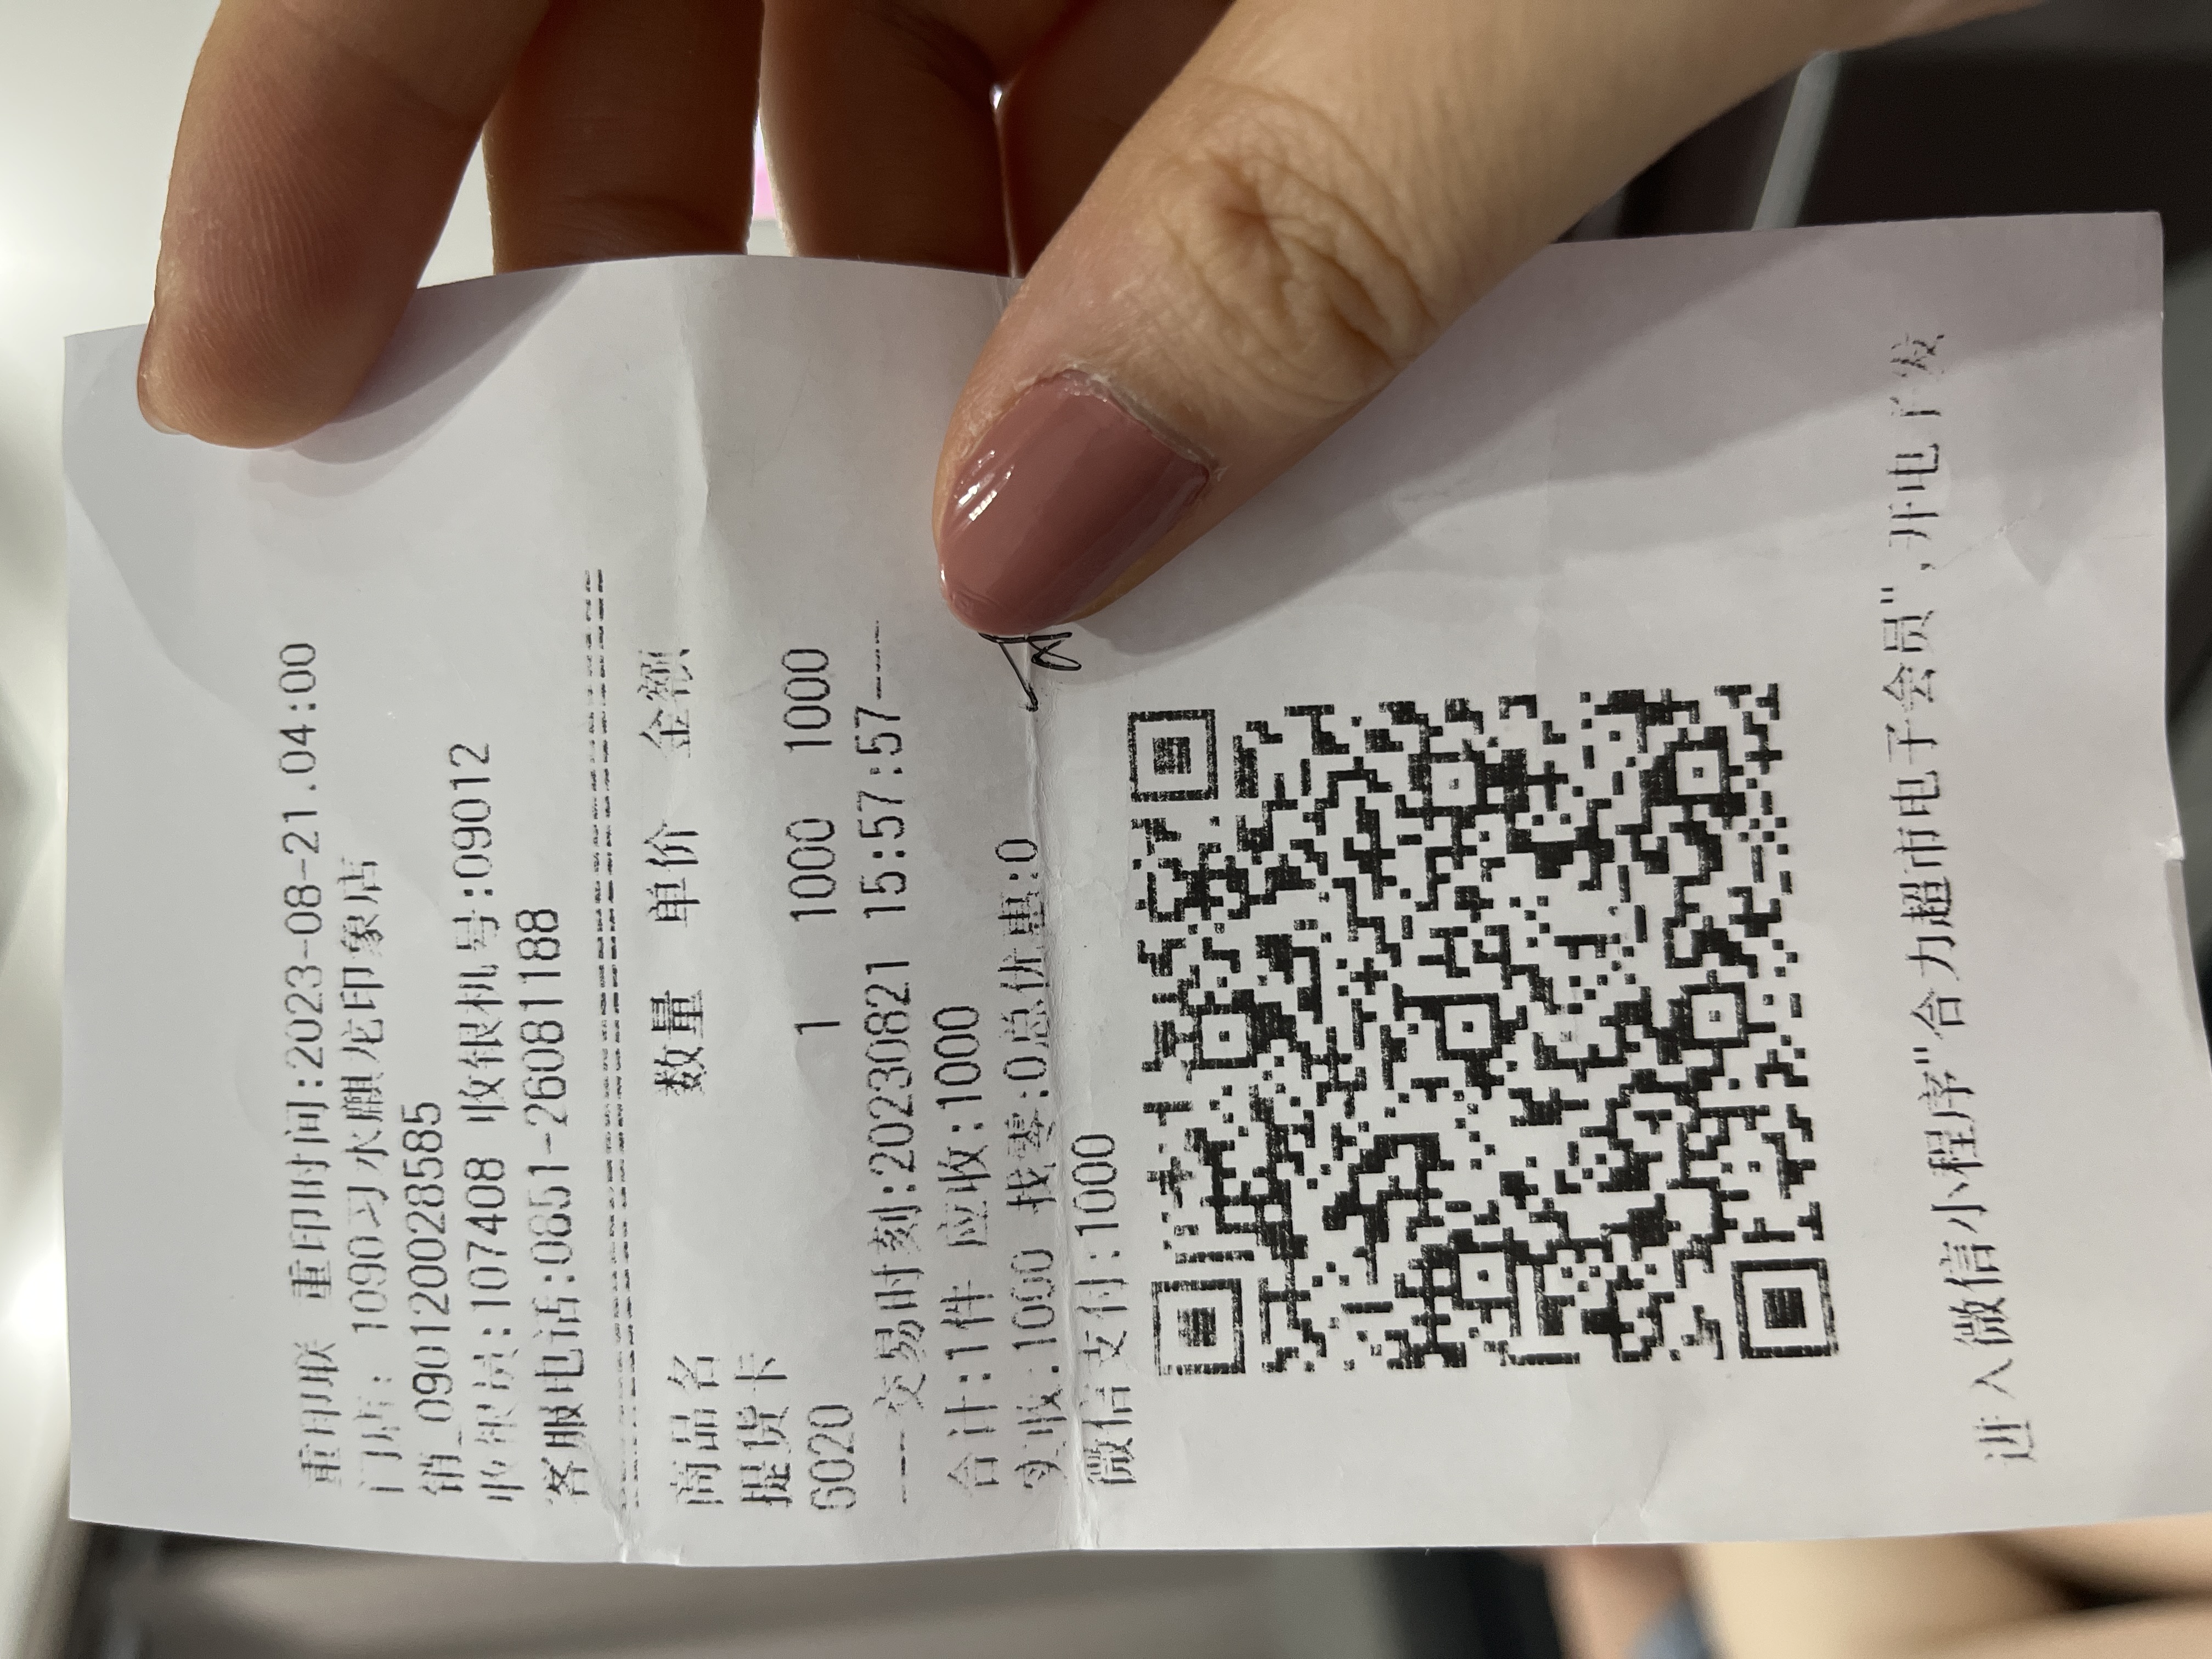 重印联 重印时间:2023-08-21.04:00
门店: 1090习水麒龙印象店
销_090120028585
收银员:107408 收银机号:09012
客服电话:0851-26081188
商品名 数量 单价 金额
提货卡
6020 1 1000 1000
---交易时刻:20230821 15:57:57---
合计:1件 应收:1000
实收:1000 找零:0总优惠:0
微信支付:1000
进入微信小程序"合力超市电子会员",开电子发